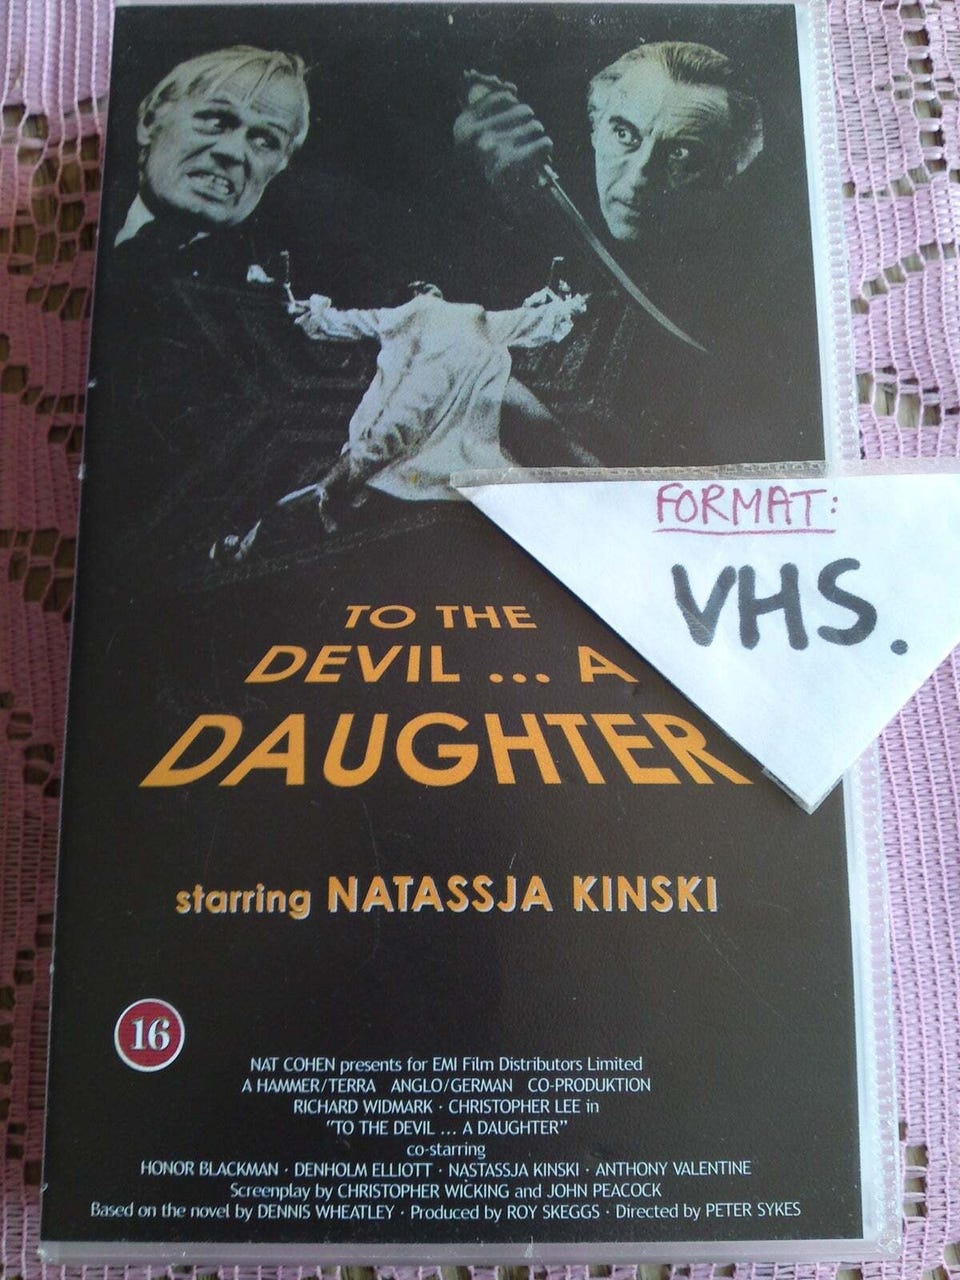 FORMAT:
VHS.
TO THE
DEVIL ... A
DAUGHTER
starring NATASSJA KINSKI
16
NAT COHEN presents for EMI Film Distributors Limited
A HAMMER/TERRA ANGLO/GERMAN CO-PRODUKTION
RICHARD WIDMARK · CHRISTOPHER LEE in
"TO THE DEVIL ... A DAUGHTER"
co-starring
HONOR BLACKMAN · DENHOLM ELLIOTT · NASTASSJA KINSKI · ANTHONY VALENTINE
Screenplay by CHRISTOPHER WICKING and JOHN PEACOCK
Based on the novel by DENNIS WHEATLEY · Produced by ROY SKEGGS · Directed by PETER SYKES